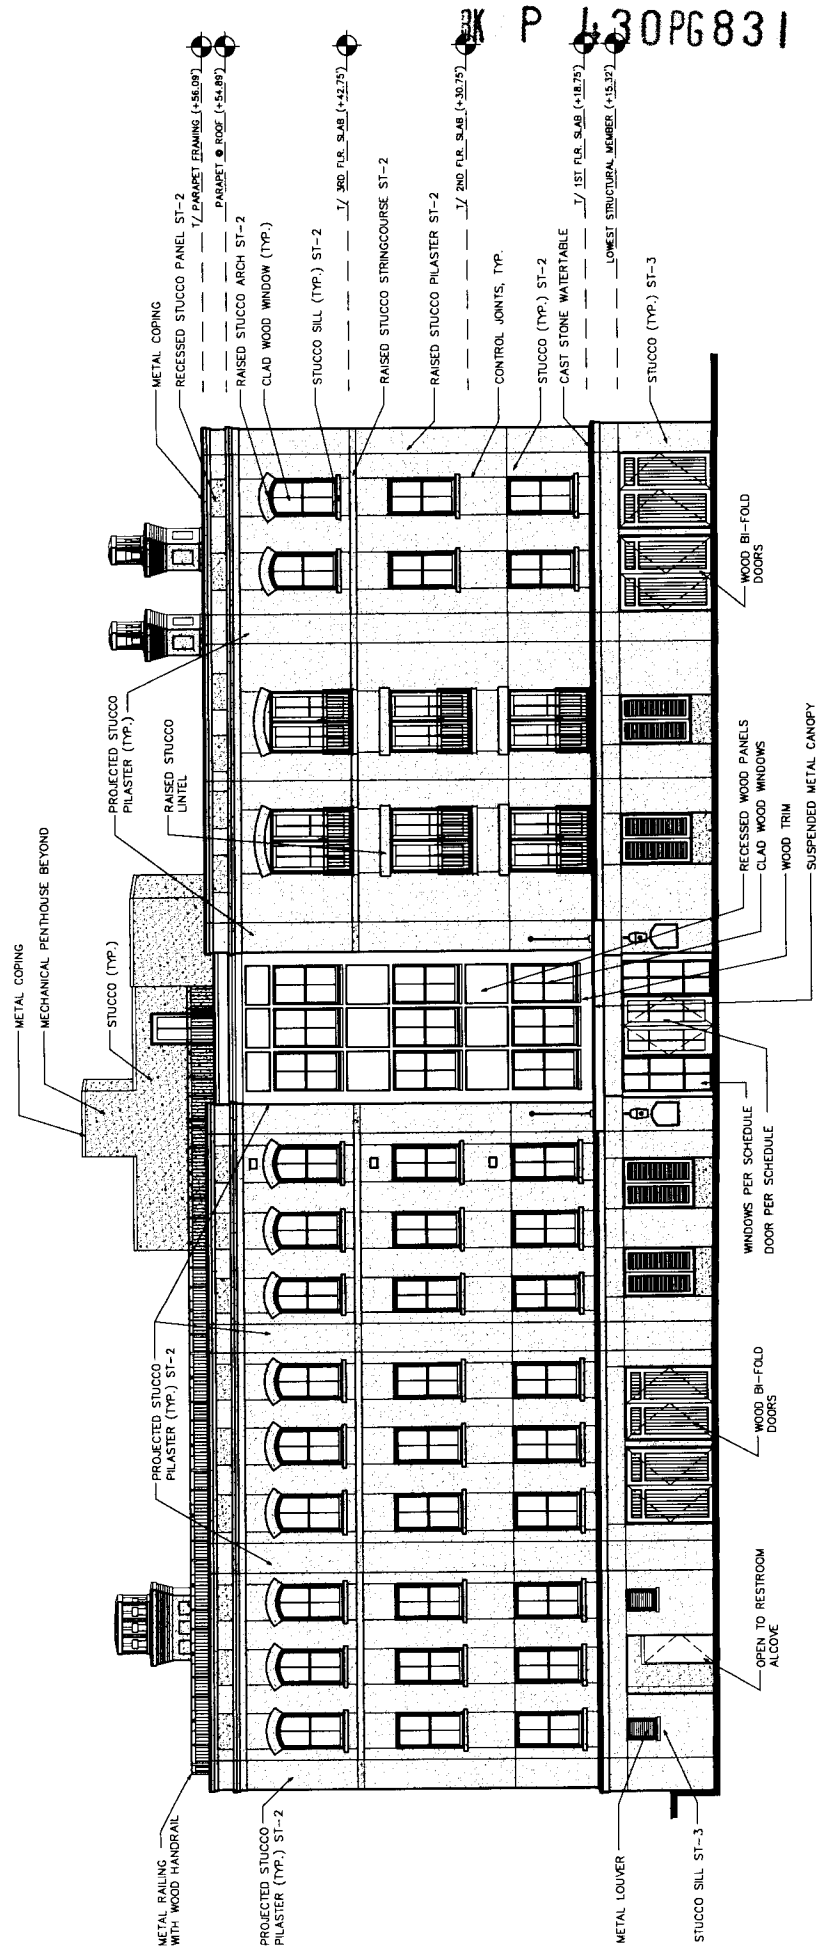 BK P 430PG831
T/ PARAPET FRAMING (+56.09')
PARAPET @ ROOF (+54.89')
T/ 3RD FLR. SLAB (+42.75')
T/ 2ND FLR. SLAB (+30.75')
T/ 1ST FLR. SLAB (+18.75')
LOWEST STRUCTURAL MEMBER (+15.32')
METAL COPING
RECESSED STUCCO PANEL ST-2
RAISED STUCCO ARCH ST-2
CLAD WOOD WINDOW (TYP.)
STUCCO SILL (TYP.) ST-2
RAISED STUCCO STRINGCOURSE
RAISED STUCCO PILASTER ST-2
CONTROL JOINTS, TYP.
STUCCO (TYP.) ST-2
CAST STONE WATERTABLE
STUCCO (TYP.) ST-3
WOOD BI-FOLD
DOORS
PROJECTED STUCCO
PILASTER (TYP.)
RAISED STUCCO
LINTEL
METAL COPING
MECHANICAL PENTHOUSE BEYOND
STUCCO (TYP.)
RECESSED WOOD PANELS
CLAD WOOD WINDOWS
WOOD TRIM
SUSPENDED METAL CANOPY
WINDOWS PER SCHEDULE
DOOR PER SCHEDULE
PROJECTED STUCCO
PILASTER (TYP.) ST-2
WOOD BI-FOLD
DOORS
OPEN TO RESTROOM
ALCOVE
METAL RAILING
WITH WOOD HANDRAIL
PROJECTED STUCCO
PILASTER (TYP.) ST-2
METAL LOUVER
STUCCO SILL ST-3